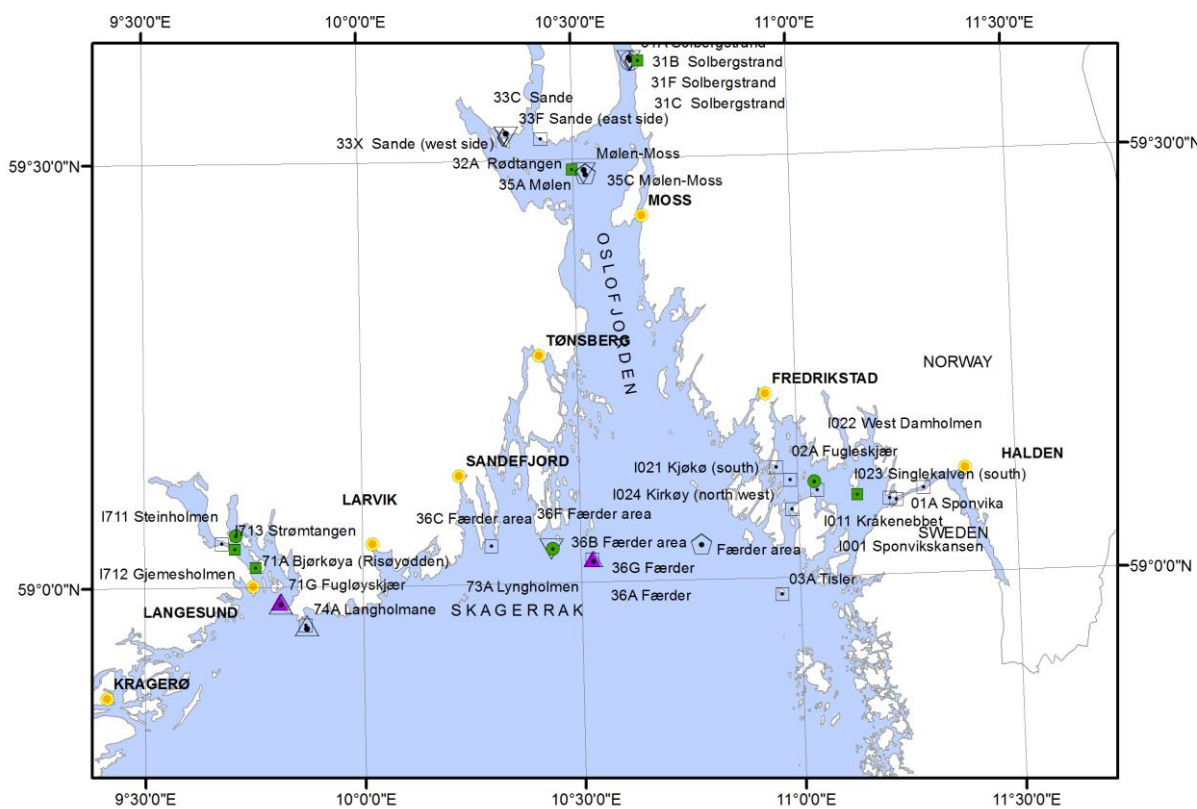 9°30'0"E 10°0'0"E 10°30'0"E 11°0'0"E 11°30'0"E
31A Solbergstrand
31B Solbergstrand
31F Solbergstrand
31C Solbergstrand
33C Sande
33F Sande (east side)
33X Sande (west side)
59°30'0"N
59°30'0"N
Mølen-Moss
32A Rødtangen
35A Mølen
35C Mølen-Moss
MOSS
OSLOFJORDEN
TØNSBERG
NORWAY
FREDRIKSTAD
I022 West Damholmen
02A Fugleskjær
HALDEN
SANDEFJORD
I021 Kjøkø (south)
I023 Singlekalven (south)
LARVIK
I024 Kirkøy (north west)
01A Sponvika
I711 Steinholmen
36C Færder area
36F Færder area
I011 Kråkenebbet
I713 Strømtangen
SWEDEN
36B Færder area
Færder area
I001 Sponvikskansen
71A Bjørkøya (Risøyødden)
59°0'0"N
59°0'0"N
36G Færder
I712 Gjemesholmen
71G Fugløyskjær
73A Lyngholmen
03A Tisler
36A Færder
LANGESUND
74A Langholmane
SKAGERRAK
KRAGERØ
9°30'0"E 10°0'0"E 10°30'0"E 11°0'0"E 11°30'0"E